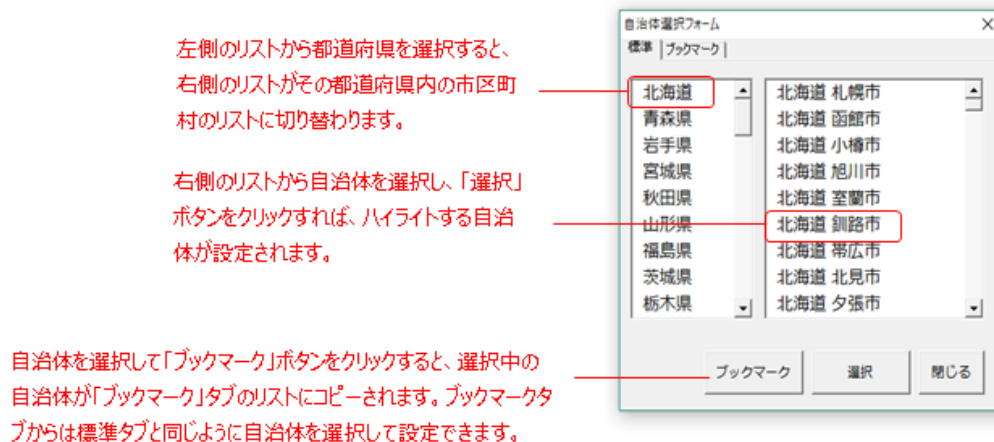 左側のリストから都道府県を選択すると、
右側のリストがその都道府県内の市区町
村のリストに切り替わります。
右側のリストから自治体を選択し、「選択」
ボタンをクリックすれば、ハイライトする自治
体が設定されます。
自治体を選択して「ブックマーク」ボタンをクリックすると、選択中の
自治体が「ブックマーク」タブのリストにコピーされます。ブックマークタ
ブからは標準タブと同じように自治体を選択して設定できます。
自治体選択フォーム
標準 ブックマーク
北海道
青森県
岩手県
宮城県
秋田県
山形県
福島県
茨城県
栃木県
北海道 札幌市
北海道 函館市
北海道 小樽市
北海道 旭川市
北海道 室蘭市
北海道 釧路市
北海道 帯広市
北海道 北見市
北海道 夕張市
ブックマーク 選択 閉じる